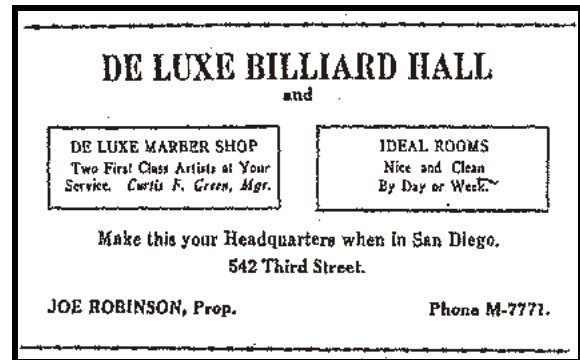 DE LUXE BILLIARD HALL
and
DE LUXE MARBER SHOP
Two First Class Artists at Your
Service. Curtis F. Green, Mgr.
IDEAL ROOMS
Nice and Clean
By Day or Week.
Make this your Headquarters when in San Diego.
542 Third Street.
JOE ROBINSON, Prop.
Phone M-7771.